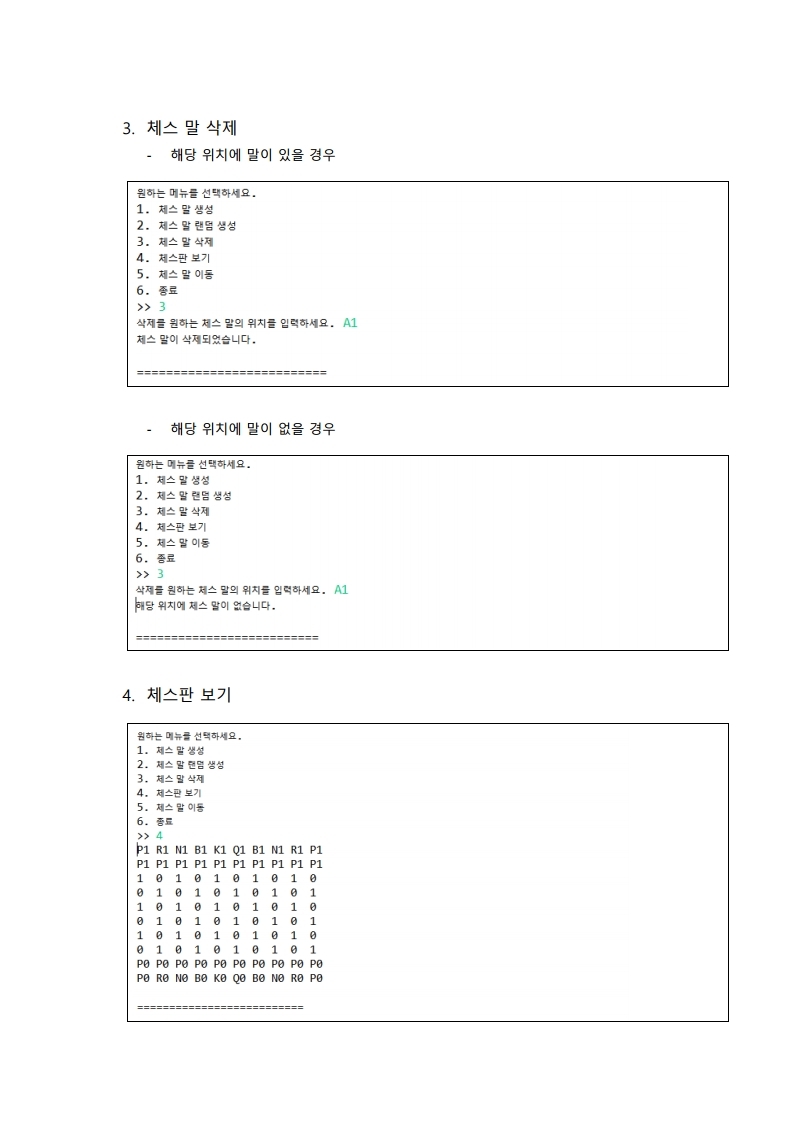 3. 체스 말 삭제
- 해당 위치에 말이 있을 경우
원하는 메뉴를 선택하세요.
1. 체스 말 생성
2. 체스 말 랜덤 생성
3. 체스 말 삭제
4. 체스판 보기
5. 체스 말 이동
6. 종료
>> 3
삭제를 원하는 체스 말의 위치를 입력하세요. A1
체스 말이 삭제되었습니다.
==========================
- 해당 위치에 말이 없을 경우
원하는 메뉴를 선택하세요.
1. 체스 말 생성
2. 체스 말 랜덤 생성
3. 체스 말 삭제
4. 체스판 보기
5. 체스 말 이동
6. 종료
>> 3
삭제를 원하는 체스 말의 위치를 입력하세요. A1
해당 위치에 체스 말이 없습니다.
==========================
4. 체스판 보기
원하는 메뉴를 선택하세요.
1. 체스 말 생성
2. 체스 말 랜덤 생성
3. 체스 말 삭제
4. 체스판 보기
5. 체스 말 이동
6. 종료
>> 4
P1 R1 N1 B1 K1 Q1 B1 N1 R1 P1
P1 P1 P1 P1 P1 P1 P1 P1 P1 P1
1 0 1 0 1 0 1 0 1 0
0 1 0 1 0 1 0 1 0 1
1 0 1 0 1 0 1 0 1 0
0 1 0 1 0 1 0 1 0 1
1 0 1 0 1 0 1 0 1 0
0 1 0 1 0 1 0 1 0 1
P0 P0 P0 P0 P0 P0 P0 P0 P0 P0
P0 R0 N0 B0 K0 Q0 B0 N0 R0 P0
==========================